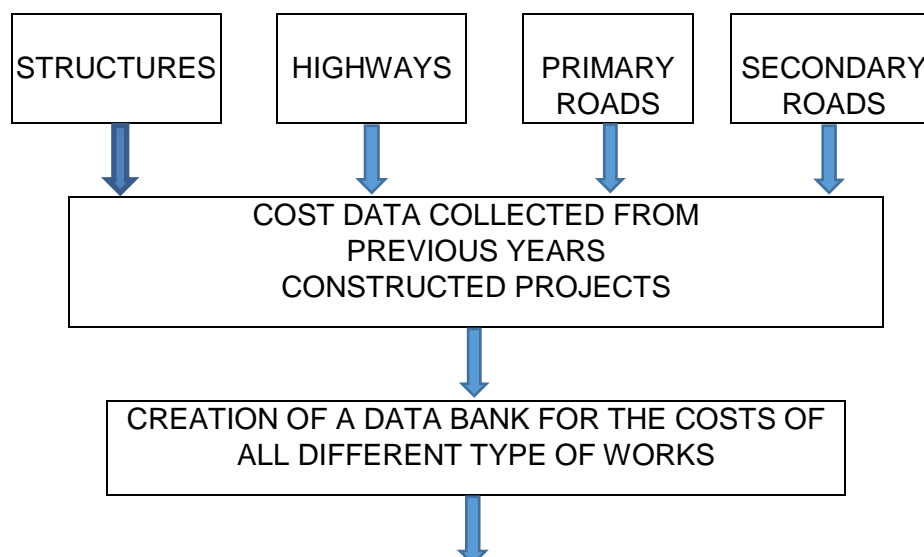 STRUCTURES
HIGHWAYS
PRIMARY
ROADS
SECONDARY
ROADS
COST DATA COLLECTED FROM
PREVIOUS YEARS
CONSTRUCTED PROJECTS
CREATION OF A DATA BANK FOR THE COSTS OF
ALL DIFFERENT TYPE OF WORKS